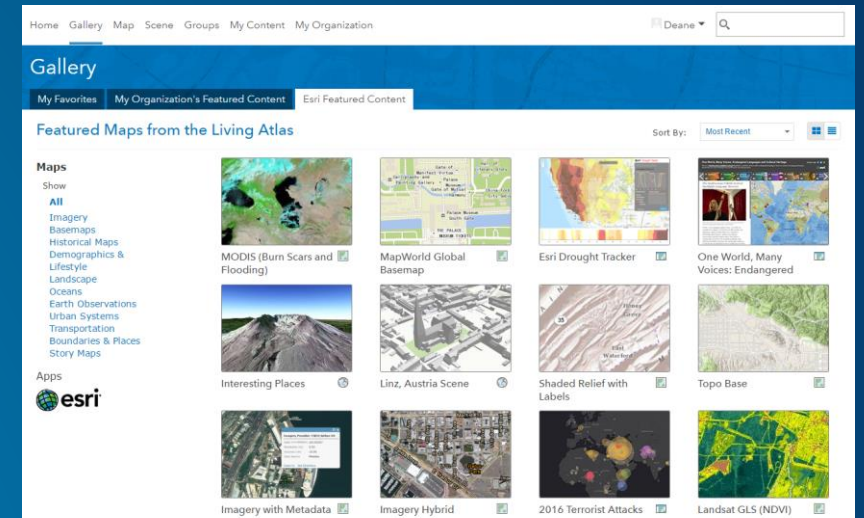 Home Gallery Map Scene Groups My Content My Organization Deane
Gallery
My Favorites My Organization's Featured Content Esri Featured Content
Featured Maps from the Living Atlas
Sort By: Most Recent
Maps
Show
All
Imagery
Basemaps
Historical Maps
Demographics &
Lifestyle
Landscape
Oceans
Earth Observations
Urban Systems
Transportation
Boundaries & Places
Story Maps
Apps
esri
MODIS (Burn Scars and
Flooding)
MapWorld Global
Basemap
Esri Drought Tracker
One World, Many
Voices: Endangered
Interesting Places
Linz, Austria Scene
35
Shaded Relief with
Labels
Topo Base
Imagery with Metadata
Imagery Hybrid
2016 Terrorist Attacks
Landsat GLS (NDVI)